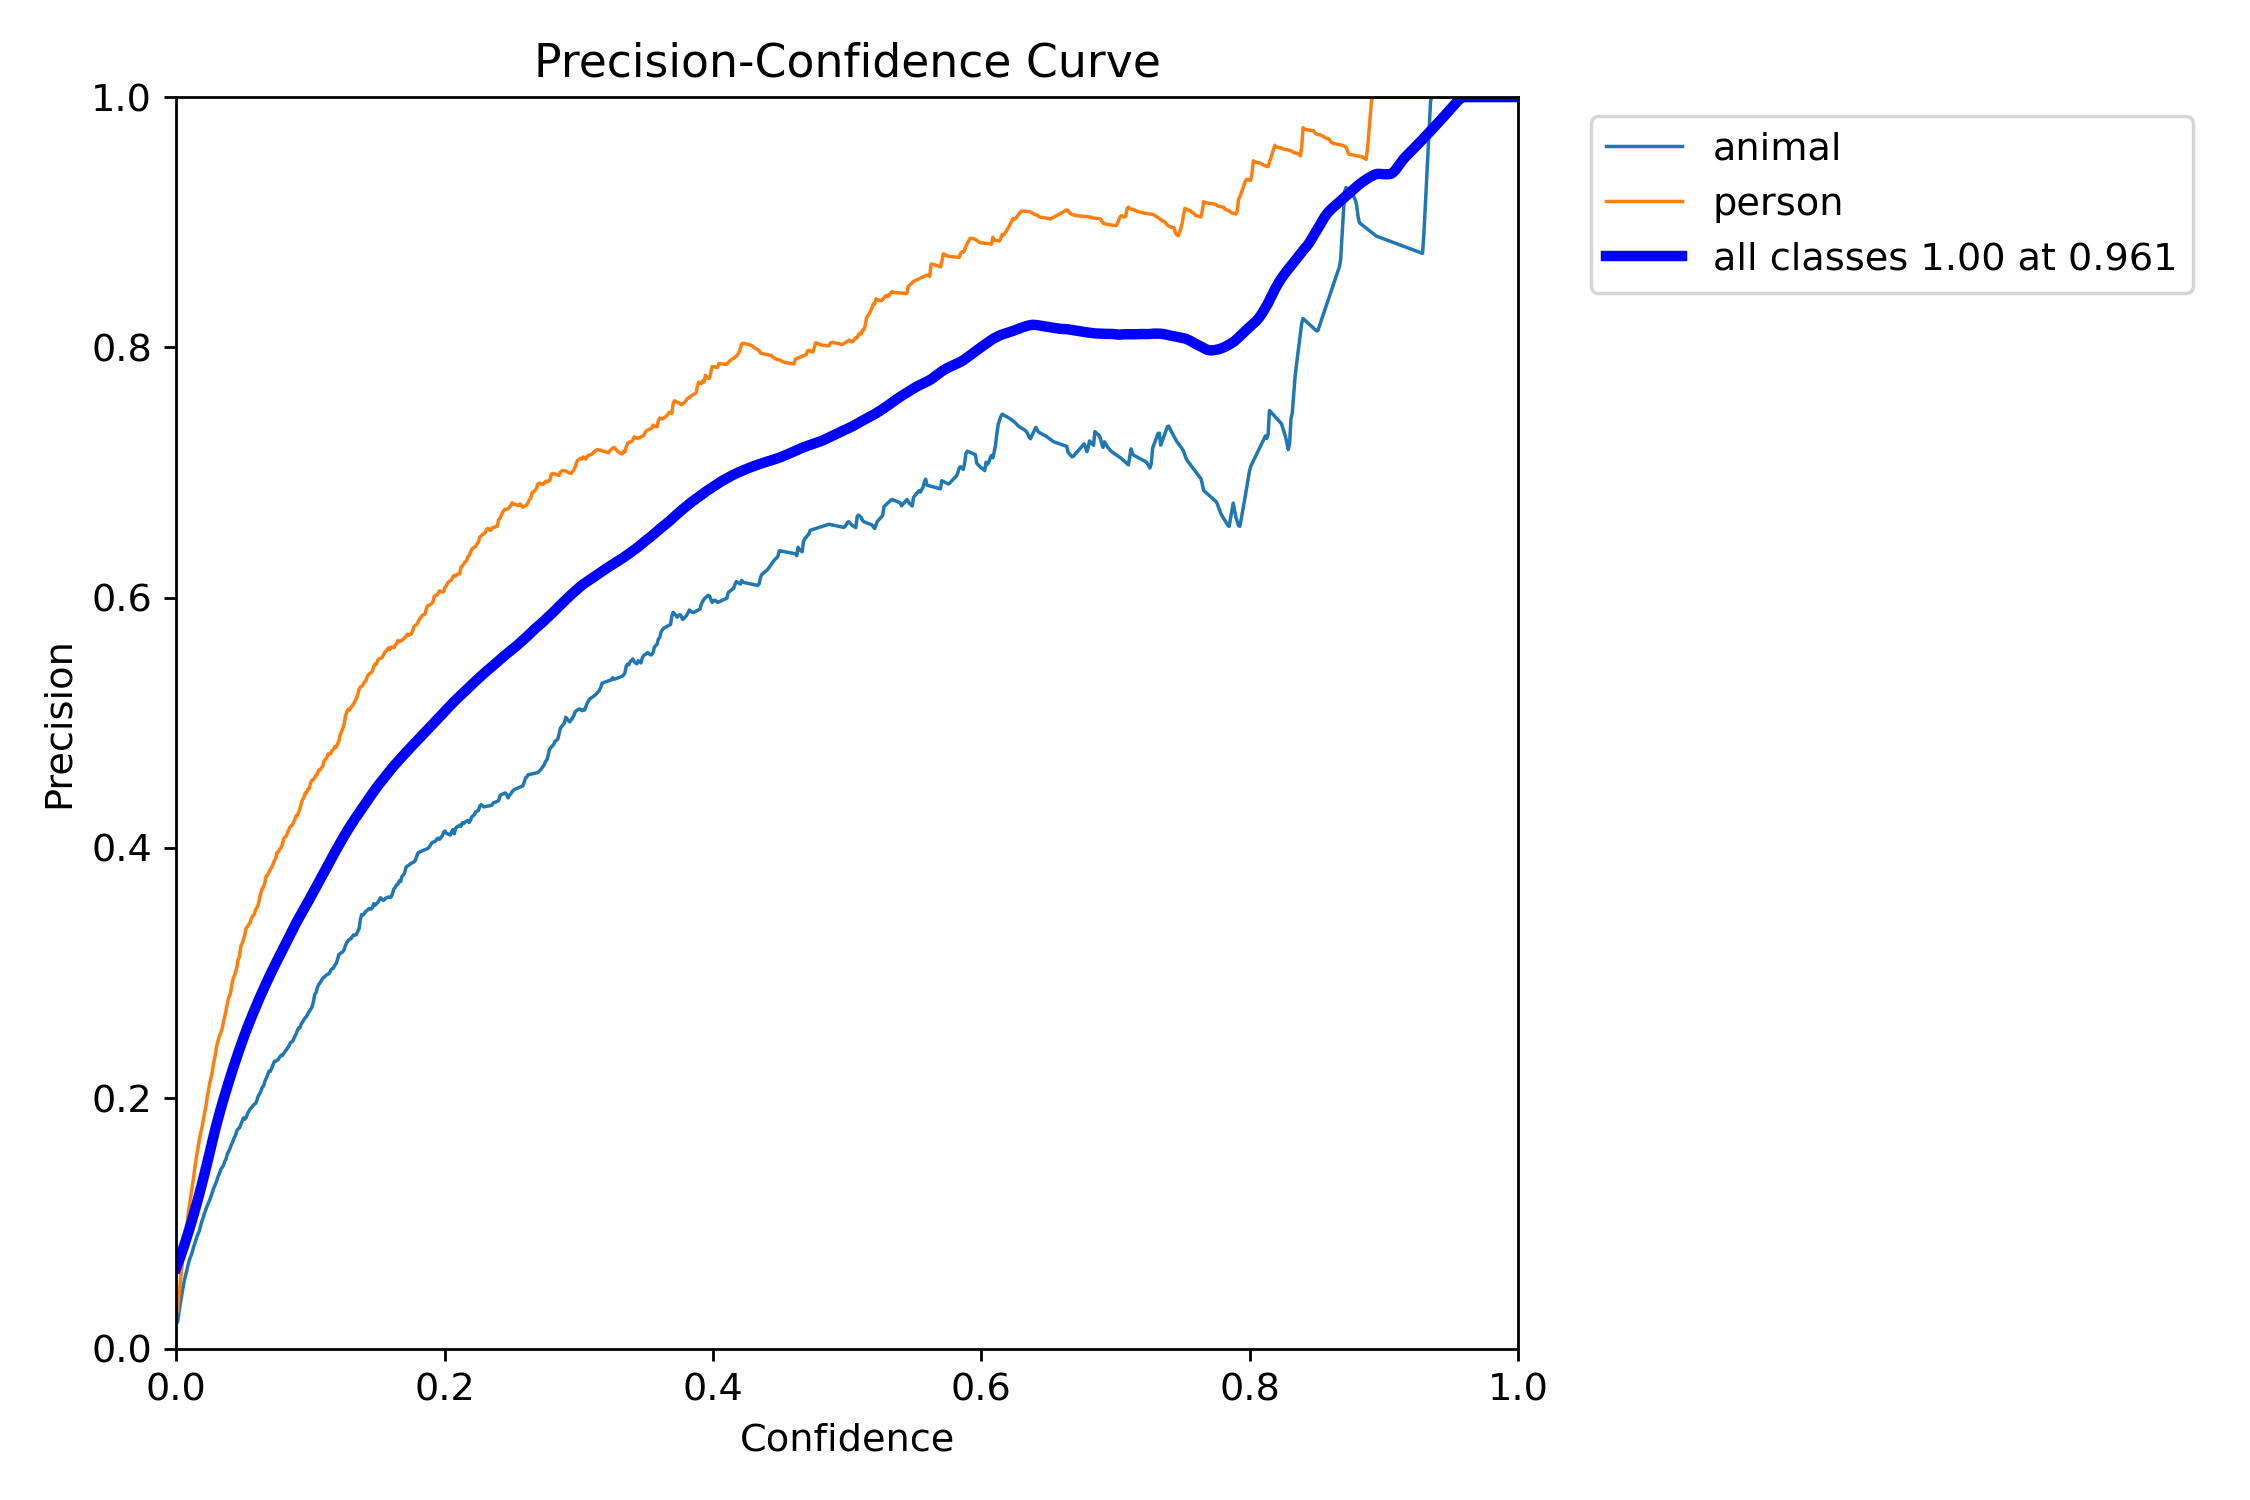 Precision-Confidence Curve
1.0
0.8
0.6
0.4
0.2
0.0
Precision
0.0 0.2 0.4 0.6 0.8 1.0
Confidence
animal
person
all classes 1.00 at 0.961